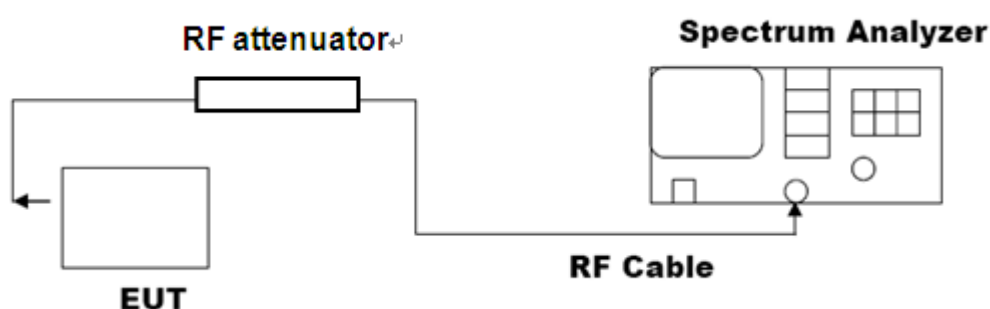 RF attenuator↵
Spectrum Analyzer
RF Cable
EUT